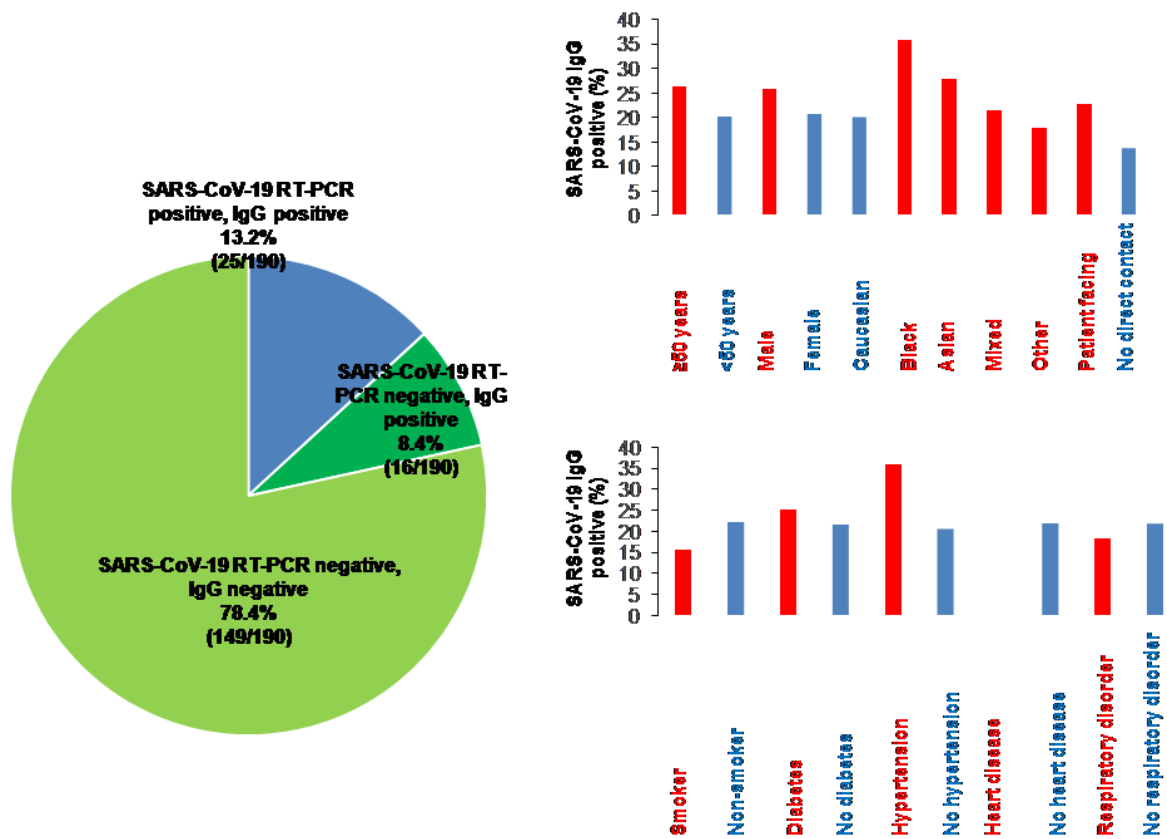 SARS-CoV-19 RT-PCR
positive, IgG positive
13.2%
(25/190)
SARS-CoV-19 RT-
PCR negative, IgG
positive
8.4%
(16/190)
SARS-CoV-19 RT-PCR negative,
IgG negative
78.4%
(149/190)
SARS-CoV-19 IgG
positive (%)
40
35
30
25
20
15
10
5
0
≥50 years
<50 years
Male
Female
Caucasian
Black
Asian
Mixed
Other
Patient facing
No direct contact
SARS-CoV-19 IgG
positive (%)
40
35
30
25
20
15
10
5
0
Smoker
Non-smoker
Diabetes
No diabetes
Hypertension
No hypertension
Heart disease
No heart disease
Respiratory disorder
No respiratory disorder